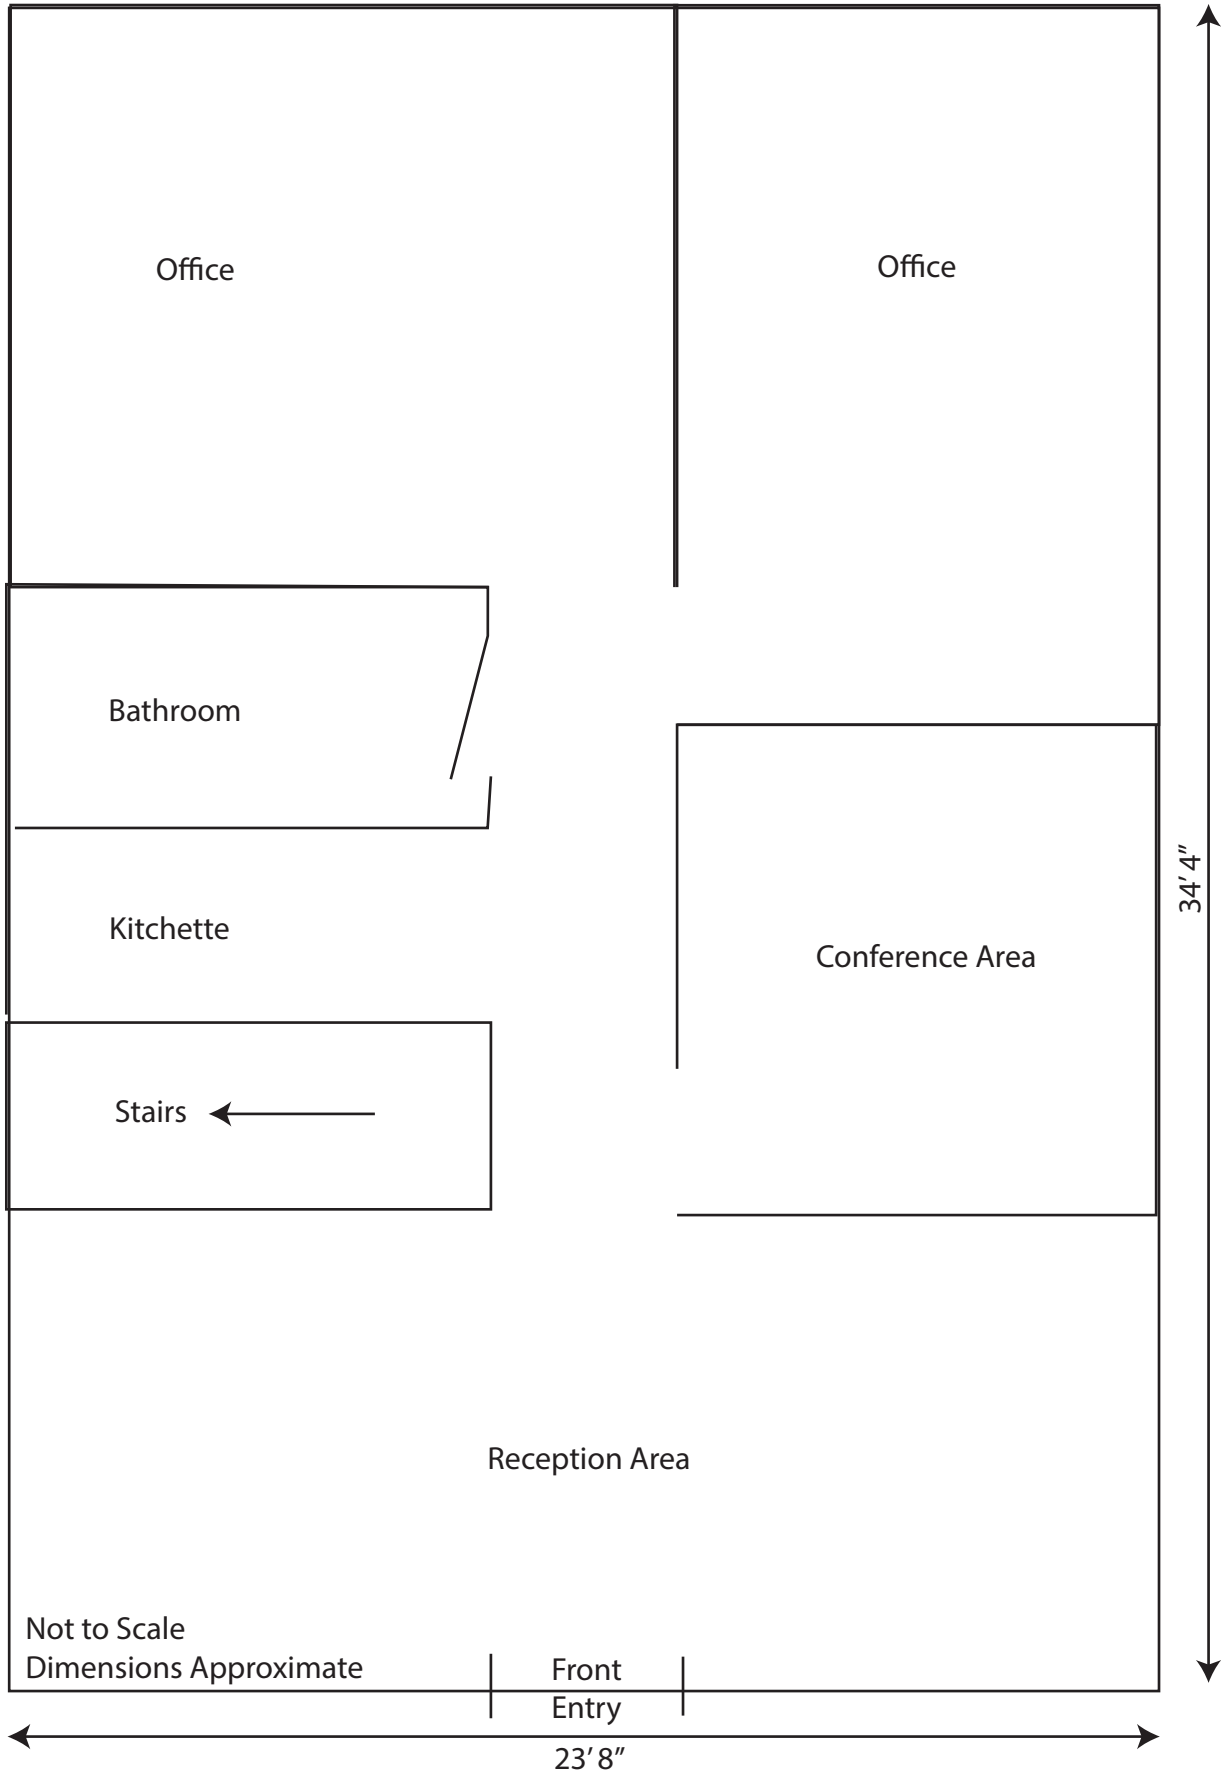 Office
Office
Bathroom
Kitchette
Conference Area
34’ 4”
Stairs
Reception Area
Not to Scale
Dimensions Approximate
Front
Entry
23’ 8”